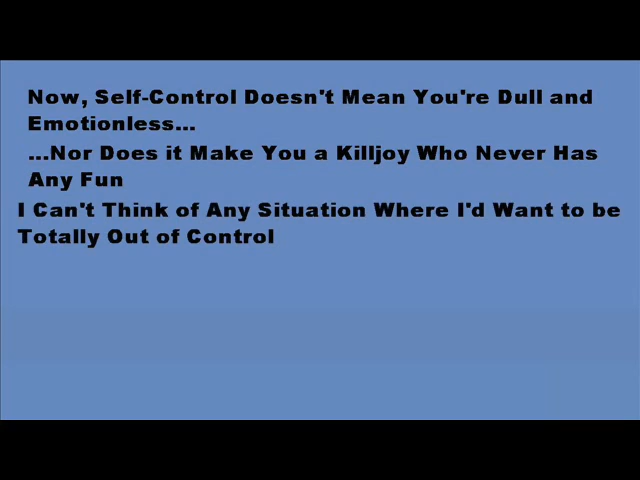 Now, Self-Control Doesn't Mean You're Dull and
Emotionless...
...Nor Does it Make You a Killjoy Who Never Has
Any Fun
I Can't Think of Any Situation Where I'd Want to be
Totally Out of Control